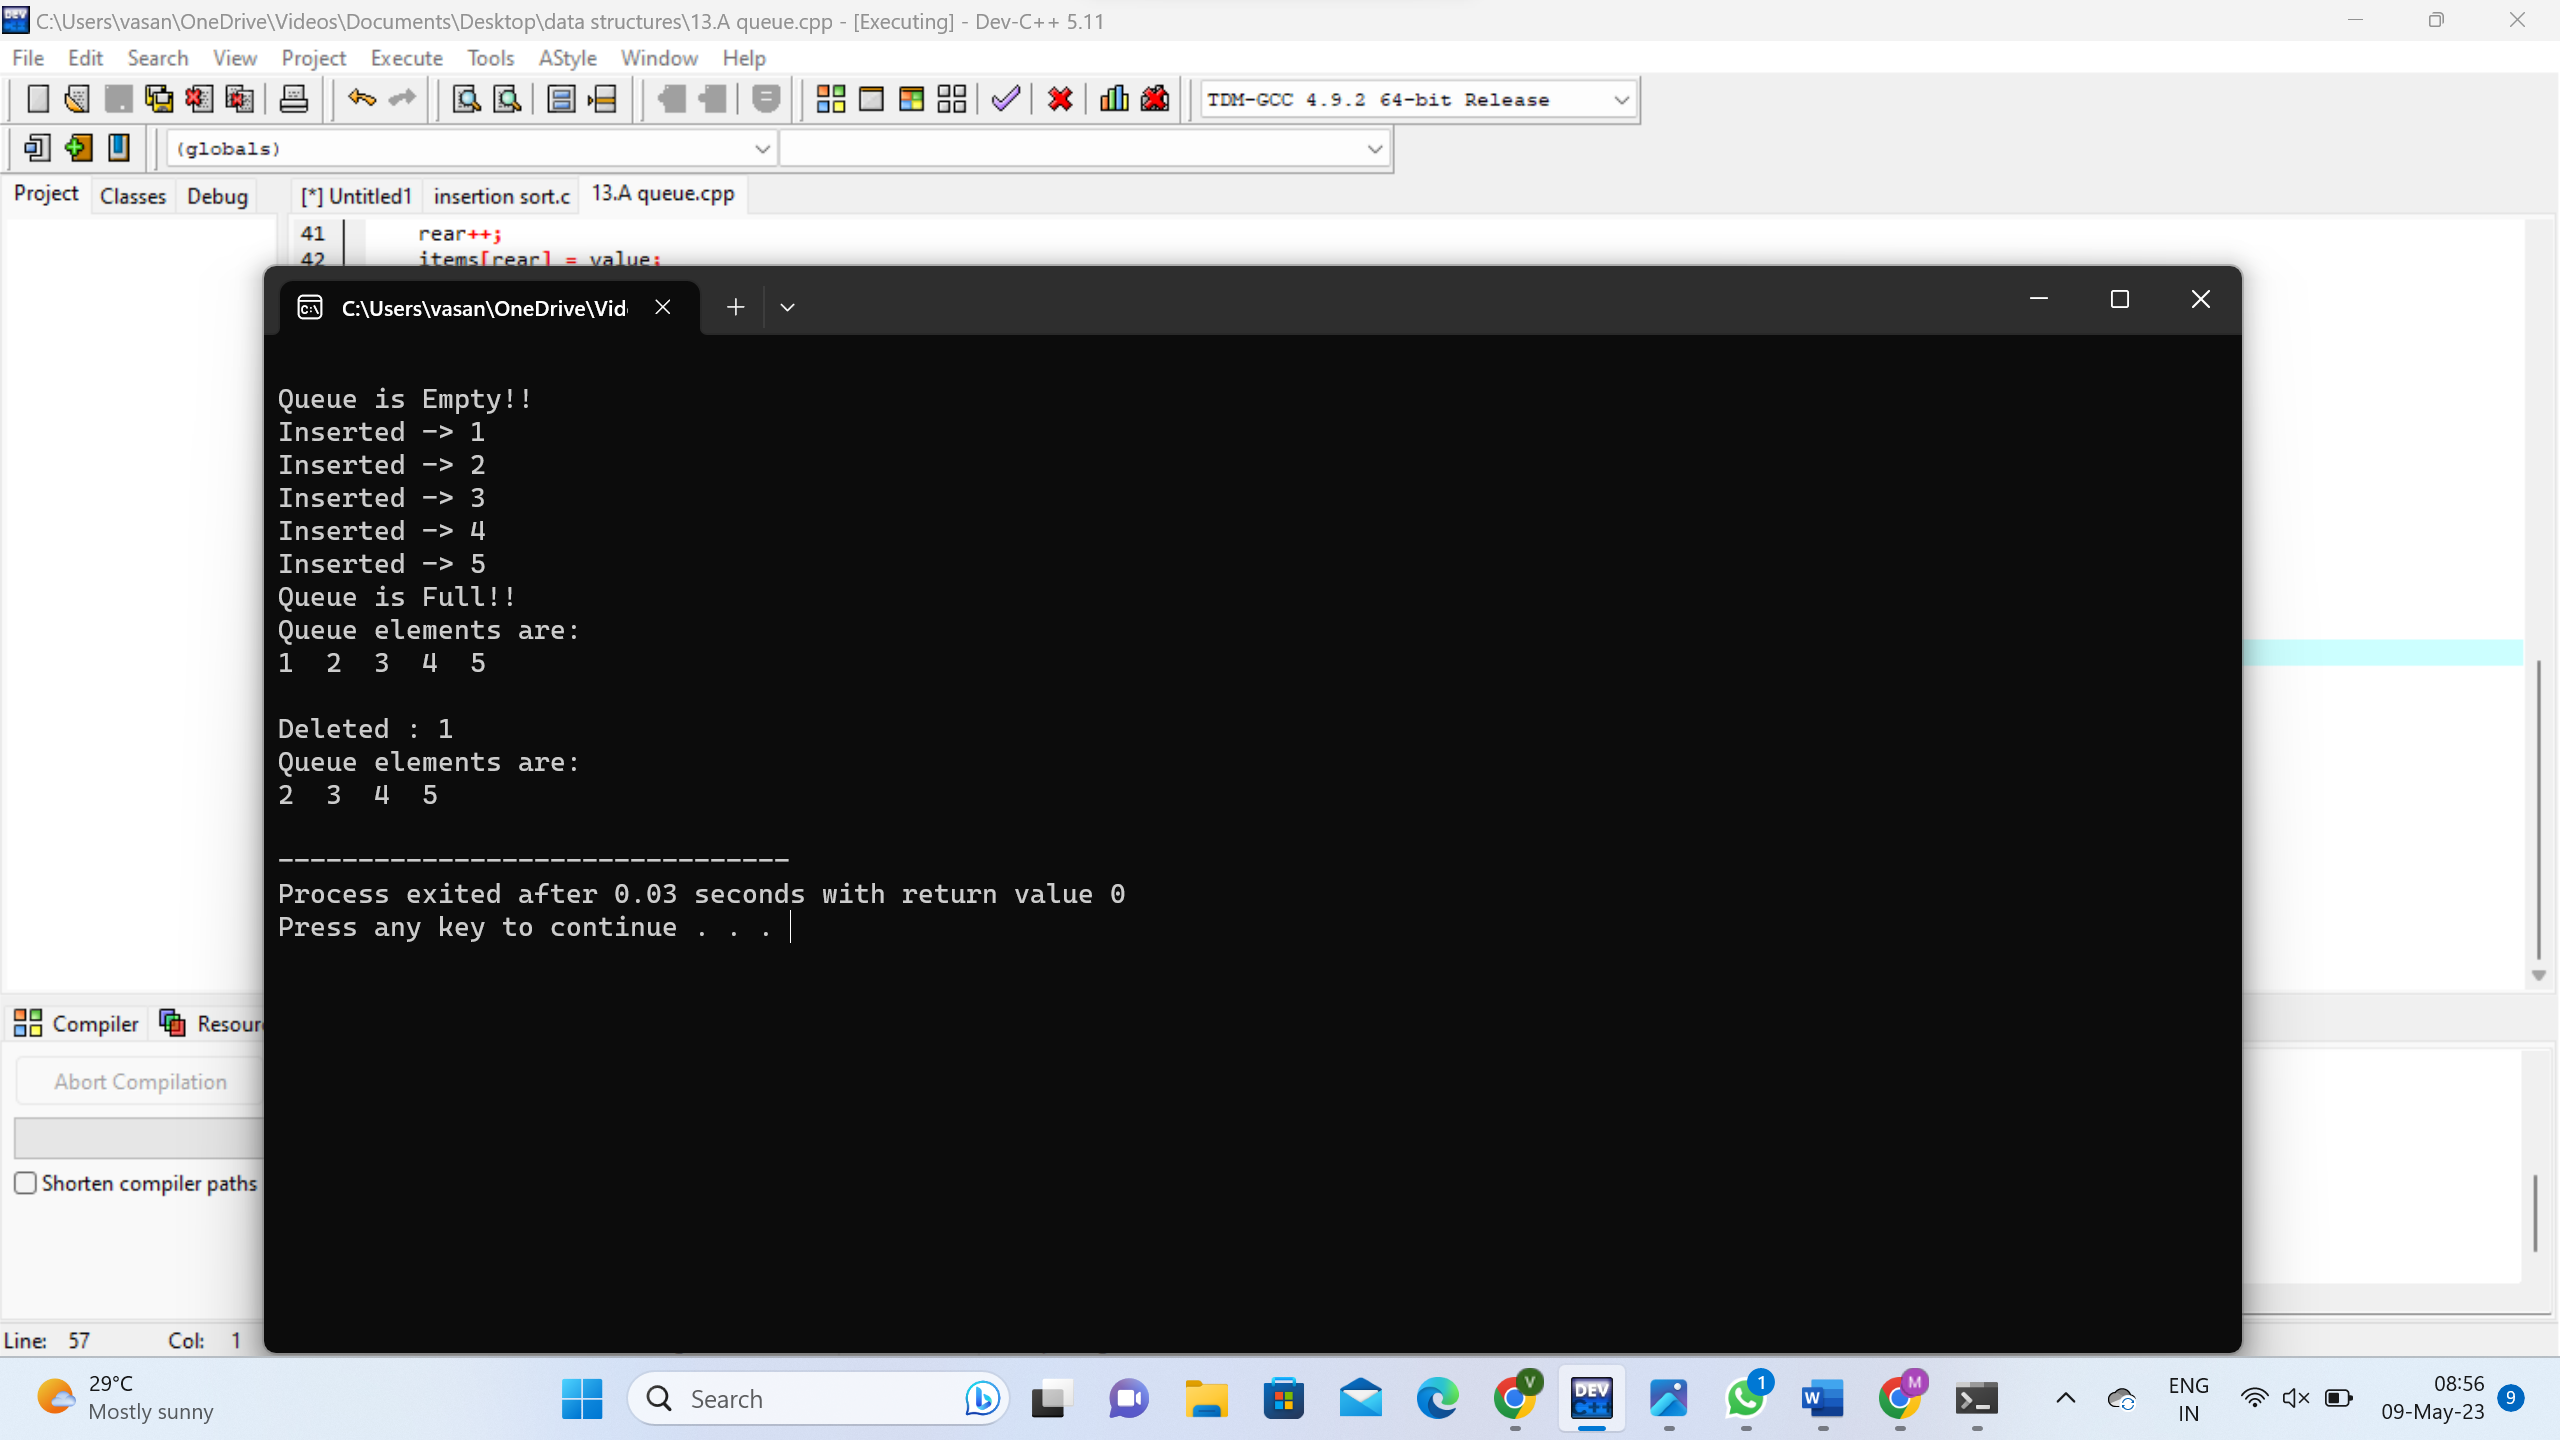 C:\Users\vasan\OneDrive\Videos\Documents\Desktop\data structures\13.A queue.cpp - [Executing] - Dev-C++ 5.11
File Edit Search View Project Execute Tools AStyle Window Help
TDM-GCC 4.9.2 64-bit Release
(globals)
Project Classes Debug [*] Untitled1 insertion sort.c 13.A queue.cpp
41 rear++;
42 items[rear] = value;
C:\Users\vasan\OneDrive\Vid
Queue is Empty!!
Inserted -> 1
Inserted -> 2
Inserted -> 3
Inserted -> 4
Inserted -> 5
Queue is Full!!
Queue elements are:
1 2 3 4 5
Deleted : 1
Queue elements are:
2 3 4 5
--------------------------------
Process exited after 0.03 seconds with return value 0
Press any key to continue . . .
Compiler Resour
Abort Compilation
Shorten compiler paths
Line: 57 Col: 1
29°C
Mostly sunny
Search
V
DEV
C++
1
W
M
ENG
IN
08:56
09-May-23
9